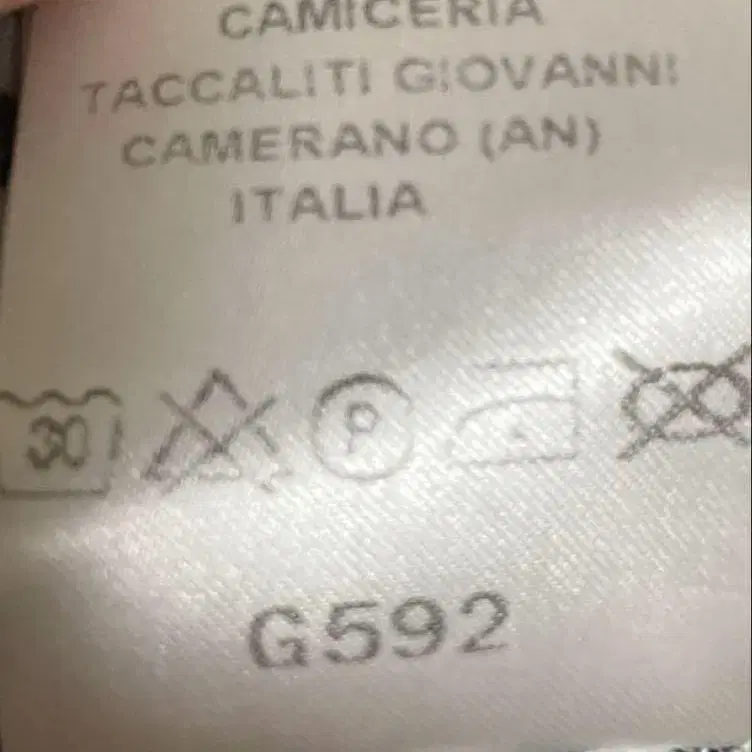 CAMICERIA
TACCALITI GIOVANNI
CAMERANO (AN)
ITALIA
30
P
G592